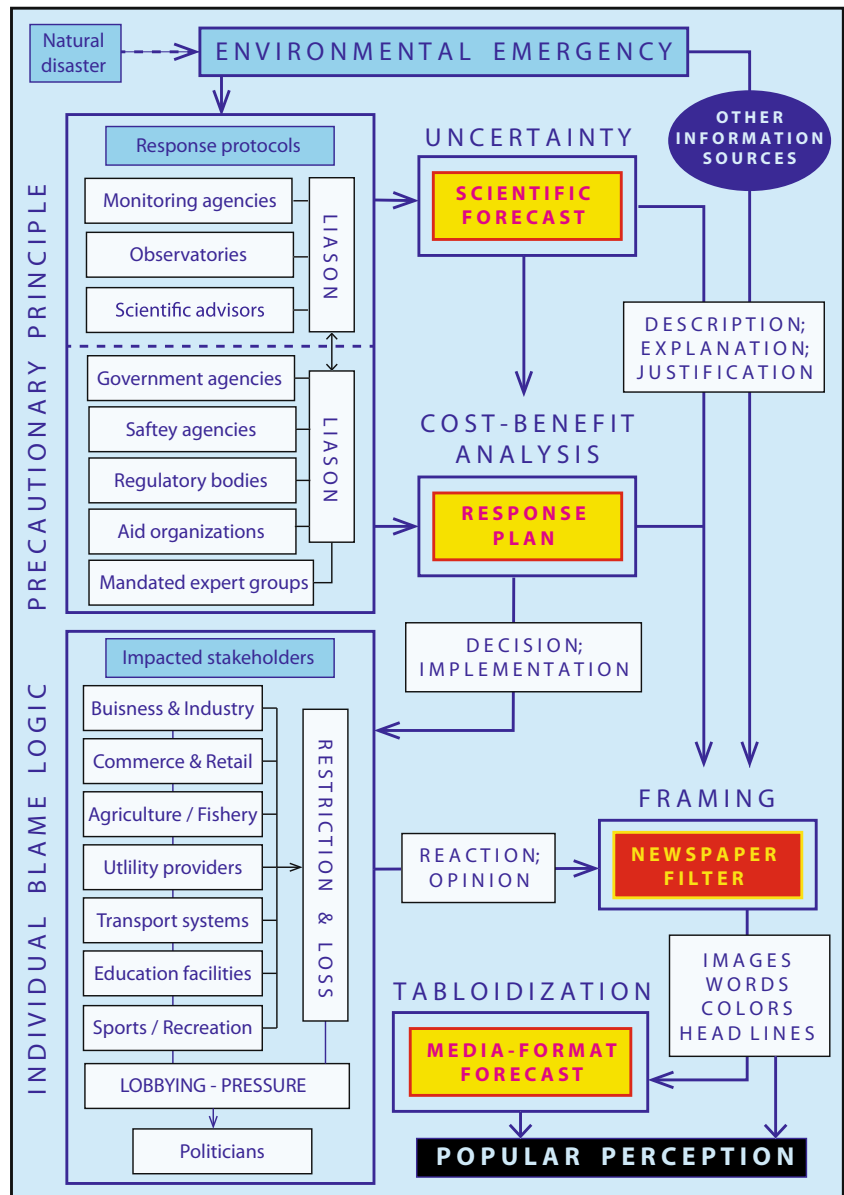 Natural
disaster
ENVIRONMENTAL EMERGENCY
OTHER
INFORMATION
SOURCES
PRECAUTIONARY PRINCIPLE
Response protocols
Monitoring agencies
Observatories
Scientific advisors
LIASON
Government agencies
Saftey agencies
Regulatory bodies
Aid organizations
Mandated expert groups
LIASON
UNCERTAINTY
SCIENTIFIC
FORECAST
DESCRIPTION;
EXPLANATION;
JUSTIFICATION
COST-BENEFIT
ANALYSIS
RESPONSE
PLAN
DECISION;
IMPLEMENTATION
INDIVIDUAL BLAME LOGIC
Impacted stakeholders
Buisness & Industry
Commerce & Retail
Agriculture / Fishery
Utlility providers
Transport systems
Education facilities
Sports / Recreation
RESTRICTION & LOSS
LOBBYING - PRESSURE
Politicians
REACTION;
OPINION
FRAMING
NEWSPAPER
FILTER
IMAGES
WORDS
COLORS
HEAD LINES
TABLOIDIZATION
MEDIA-FORMAT
FORECAST
POPULAR PERCEPTION